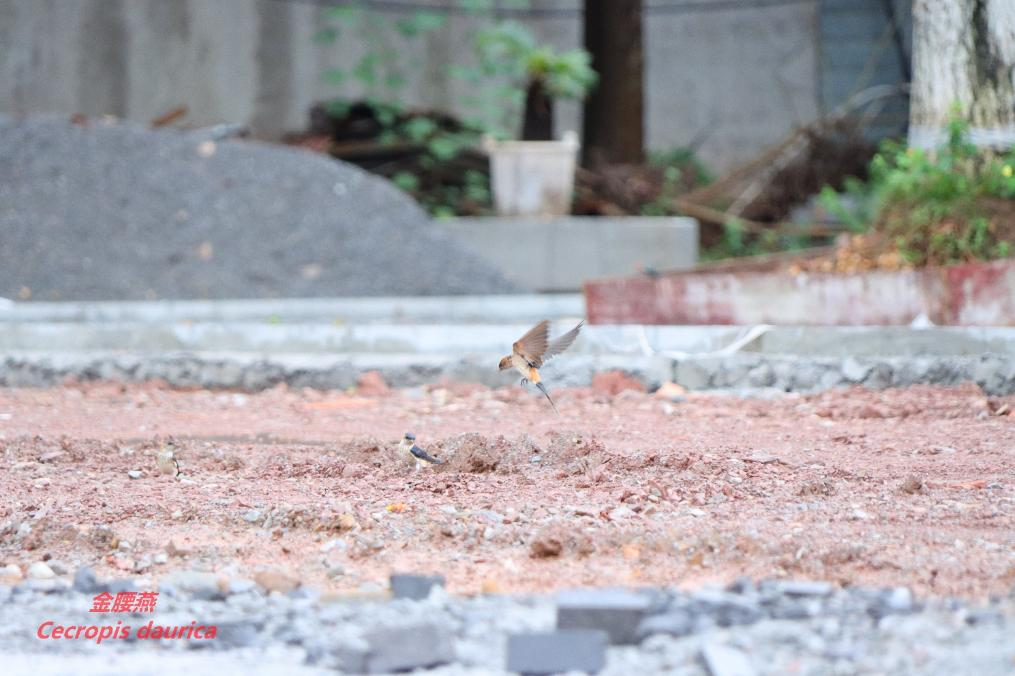 金腰燕
Cecropis daurica